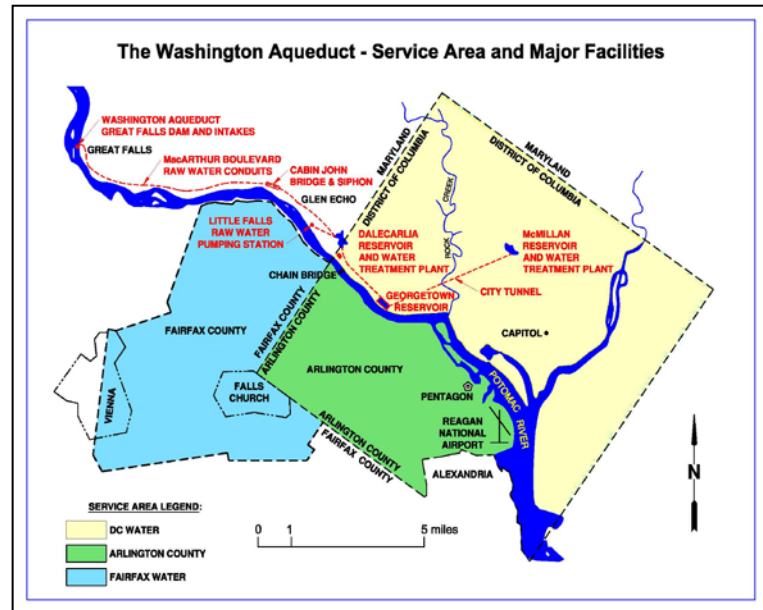 The Washington Aqueduct - Service Area and Major Facilities
WASHINGTON AQUEDUCT
GREAT FALLS DAM AND INTAKES
GREAT FALLS
MacARTHUR BOULEVARD
RAW WATER CONDUITS
CABIN JOHN
BRIDGE & SIPHON
GLEN ECHO
MARYLAND
DISTRICT OF COLUMBIA
MARYLAND
DISTRICT OF COLUMBIA
ROCK CREEK
LITTLE FALLS
RAW WATER
PUMPING STATION
DALECARLIA
RESERVOIR
AND WATER
TREATMENT PLANT
McMILLAN
RESERVOIR
AND WATER
TREATMENT PLANT
CHAIN BRIDGE
GEORGETOWN
RESERVOIR
CITY TUNNEL
CAPITOL
FAIRFAX COUNTY
FAIRFAX COUNTY
ARLINGTON COUNTY
ARLINGTON COUNTY
VIENNA
FALLS
CHURCH
PENTAGON
POTOMAC RIVER
REAGAN
NATIONAL
AIRPORT
ARLINGTON COUNTY
FAIRFAX COUNTY
ALEXANDRIA
N
SERVICE AREA LEGEND:
DC WATER
ARLINGTON COUNTY
FAIRFAX WATER
0 1 5 miles